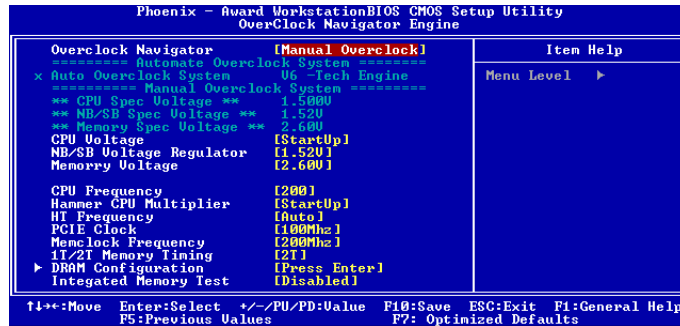 Phoenix - Award WorkstationBIOS CMOS Setup Utility
OverClock Navigator Engine
Overclock Navigator [Manual Overclock]
Item Help
========= Automate Overclock System =======
x Auto Overclock System V6 -Tech Engine
Menu Level ▶
========== Manual Overclock System =========
** CPU Spec Voltage ** 1.500V
** NB/SB Spec Voltage ** 1.52V
** Memory Spec Voltage ** 2.60V
CPU Voltage [StartUp]
NB/SB Voltage Regulator [1.52V]
Memorry Voltage [2.60V]
CPU Frequency [200]
Hammer CPU Multiplier [StartUp]
HT Frequency [Auto]
PCIE Clock [100Mhz]
Memclock Frequency [200Mhz]
1T/2T Memory Timing [2T]
▶ DRAM Configuration [Press Enter]
Integated Memory Test [Disabled]
↑↓→←:Move Enter:Select +/-/PU/PD:Value F10:Save ESC:Exit F1:General Help
F5:Previous Values F7: Optimized Defaults